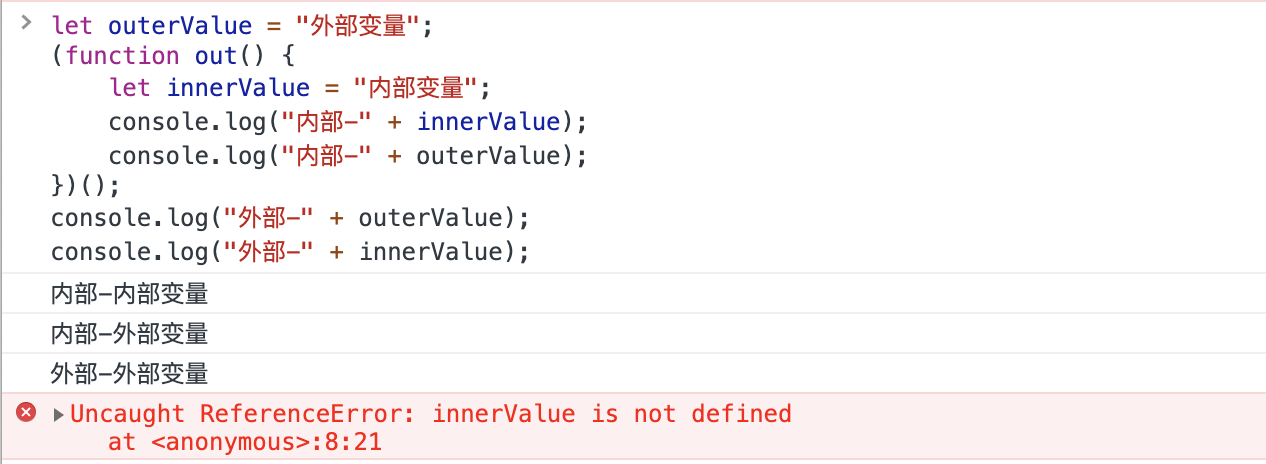 let outerValue = "外部变量";
(function out() {
    let innerValue = "内部变量";
    console.log("内部-" + innerValue);
    console.log("内部-" + outerValue);
})();
console.log("外部-" + outerValue);
console.log("外部-" + innerValue);
内部-内部变量
内部-外部变量
外部-外部变量
Uncaught ReferenceError: innerValue is not defined
    at <anonymous>:8:21